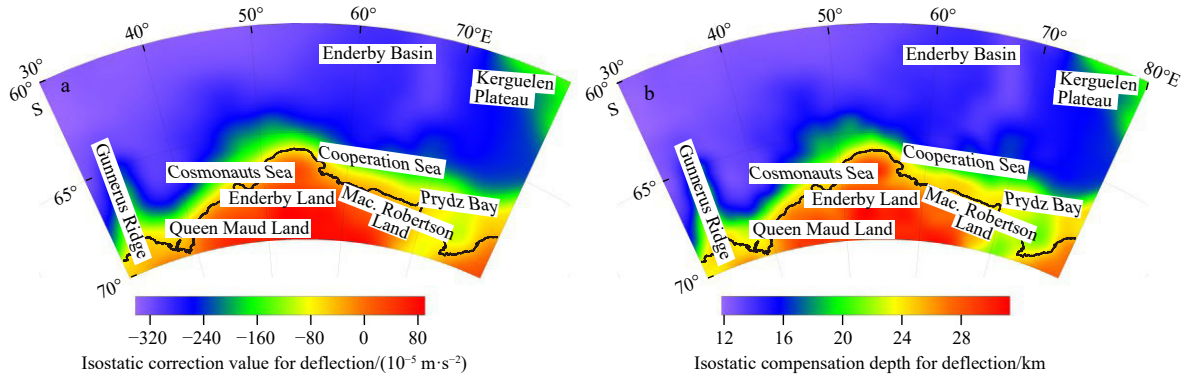 50°
40°
60°
70°E
30°
60°
S
a
Enderby Basin
Kerguelen
Plateau
Gunnerus Ridge
65°
Cosmonauts Sea
Cooperation Sea
Enderby Land
Prydz Bay
Mac. Robertson
Land
Queen Maud Land
70°
−320 −240 −160 −80 0 80
Isostatic correction value for deflection/(10⁻⁵ m·s⁻²)
50°
40°
60°
70°
80°E
30°
60°
S
b
Enderby Basin
Kerguelen
Plateau
Gunnerus Ridge
65°
Cosmonauts Sea
Cooperation Sea
Enderby Land
Prydz Bay
Mac. Robertson
Land
Queen Maud Land
70°
12 16 20 24 28
Isostatic compensation depth for deflection/km